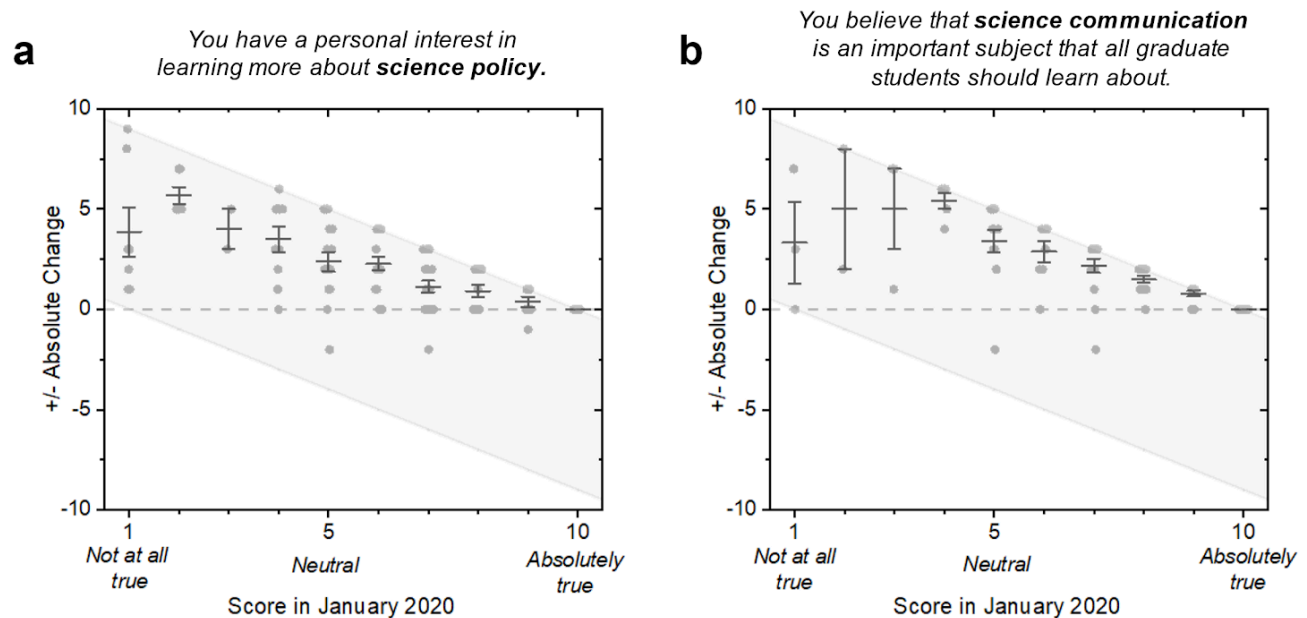 a
You have a personal interest in
learning more about science policy.
10
5
0
-5
-10
+/- Absolute Change
1
5
10
Not at all
true
Neutral
Absolutely
true
Score in January 2020
b
You believe that science communication
is an important subject that all graduate
students should learn about.
10
5
0
-5
-10
+/- Absolute Change
1
5
10
Not at all
true
Neutral
Absolutely
true
Score in January 2020